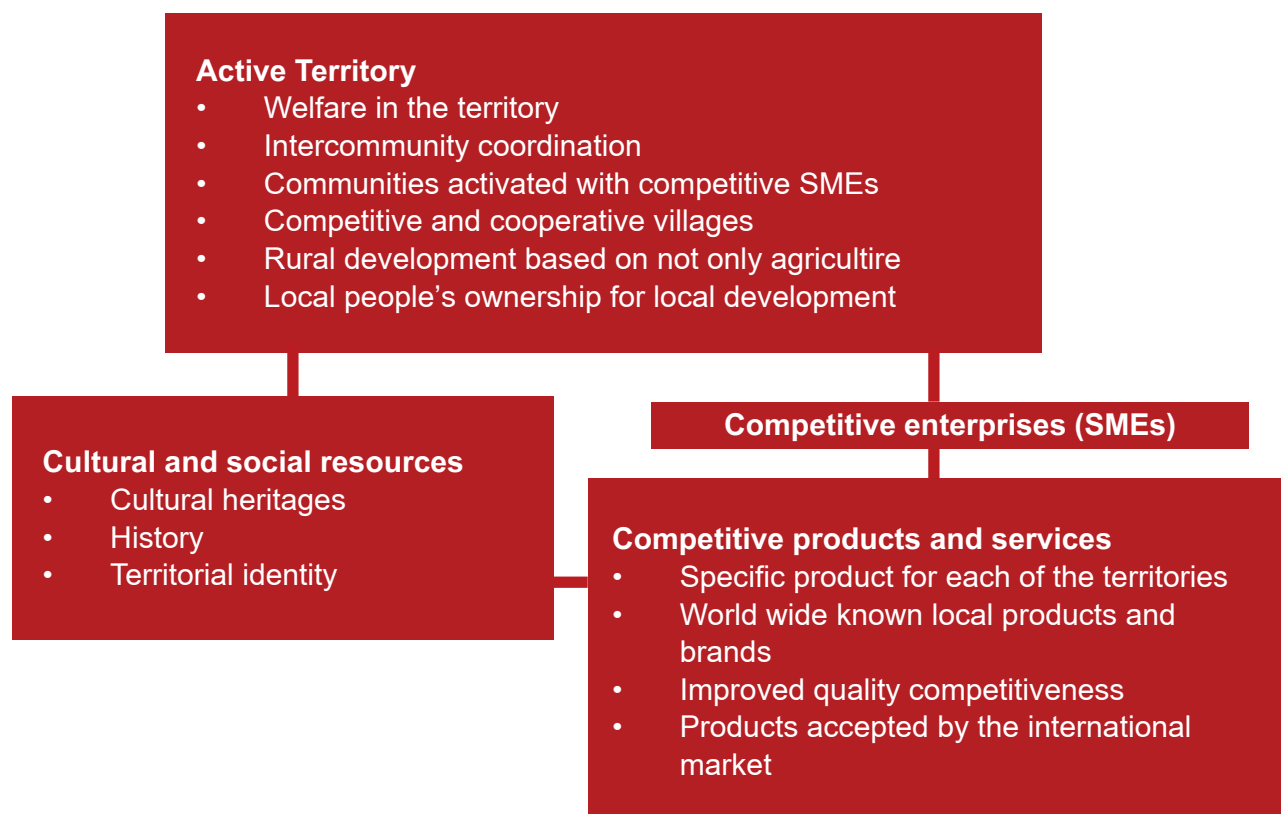 Active Territory
• Welfare in the territory
• Intercommunity coordination
• Communities activated with competitive SMEs
• Competitive and cooperative villages
• Rural development based on not only agricultire
• Local people’s ownership for local development
Cultural and social resources
• Cultural heritages
• History
• Territorial identity
Competitive enterprises (SMEs)
Competitive products and services
• Specific product for each of the territories
• World wide known local products and
brands
• Improved quality competitiveness
• Products accepted by the international
market